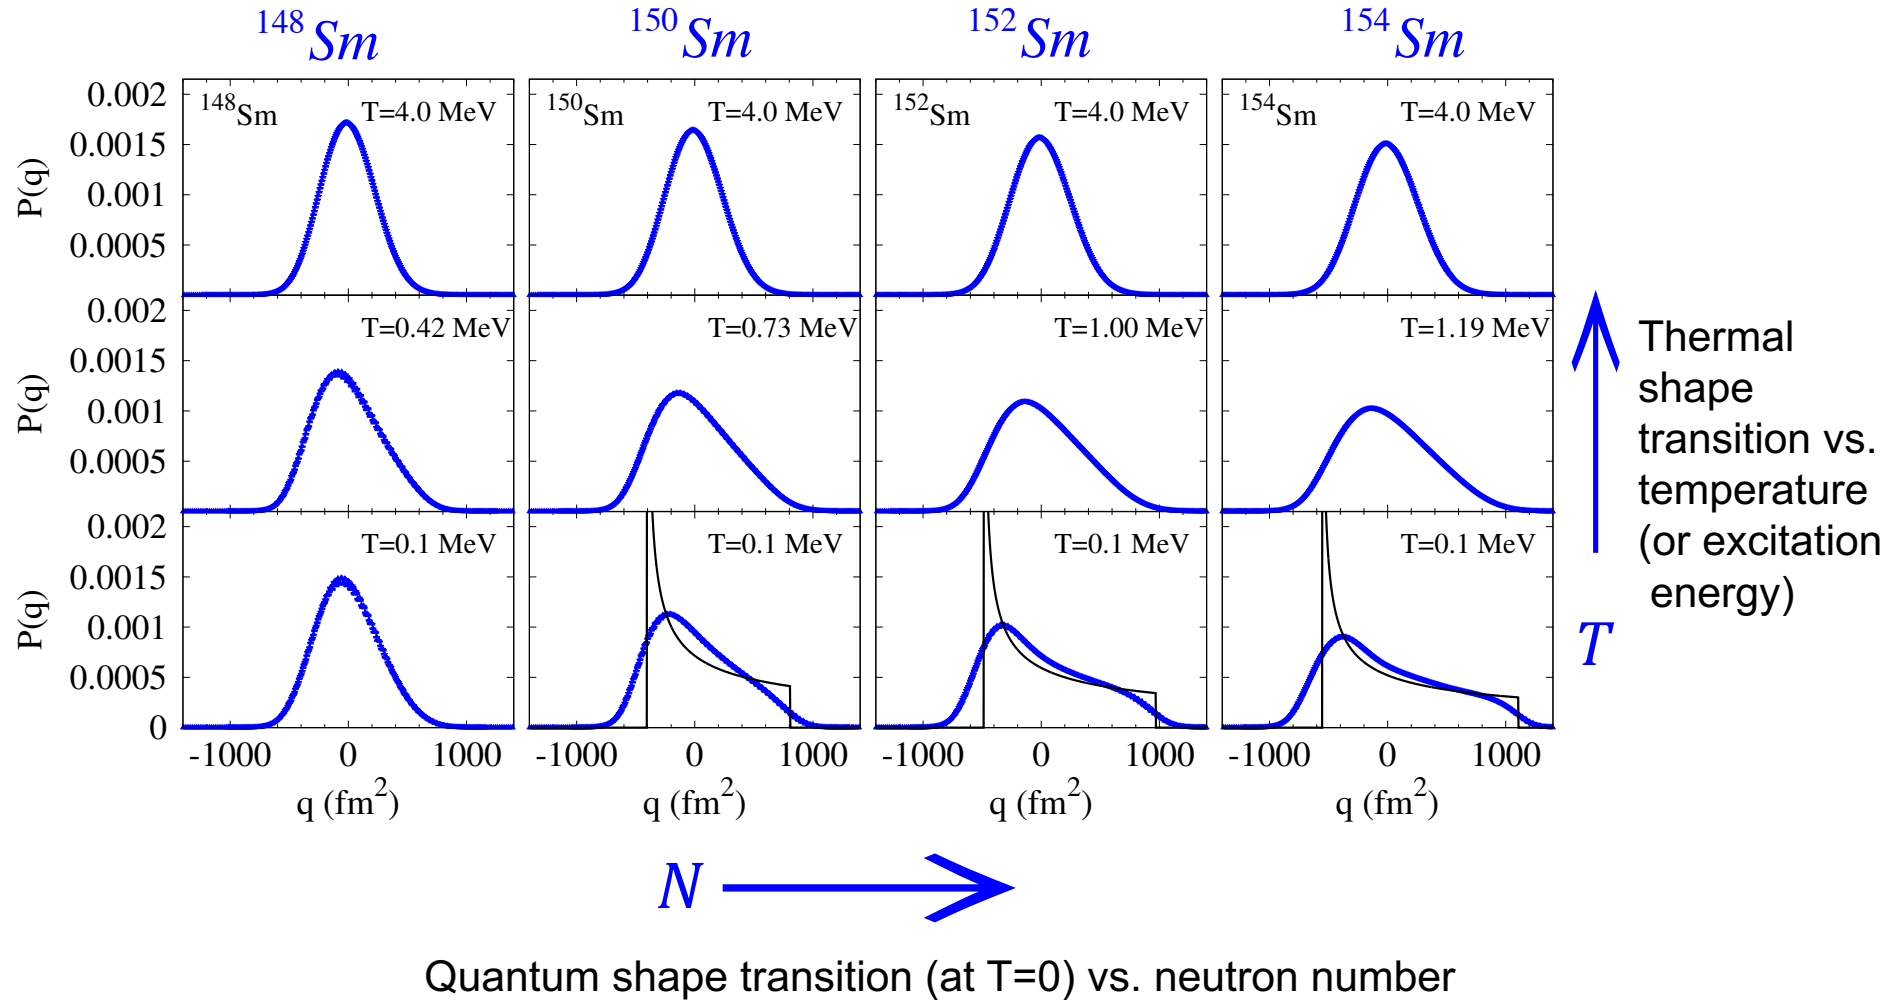 148Sm 150Sm 152Sm 154Sm
148Sm T=4.0 MeV 150Sm T=4.0 MeV 152Sm T=4.0 MeV 154Sm T=4.0 MeV
0.002
0.0015
0.001
0.0005
P(q)
T=0.42 MeV T=0.73 MeV T=1.00 MeV T=1.19 MeV
0.002
0.0015
0.001
0.0005
P(q)
T=0.1 MeV T=0.1 MeV T=0.1 MeV T=0.1 MeV
0.002
0.0015
0.001
0.0005
0
P(q)
-1000 0 1000 -1000 0 1000 -1000 0 1000 -1000 0 1000
q (fm2) q (fm2) q (fm2) q (fm2)
Thermal
shape
transition vs.
temperature
(or excitation
energy)
T
N
Quantum shape transition (at T=0) vs. neutron number